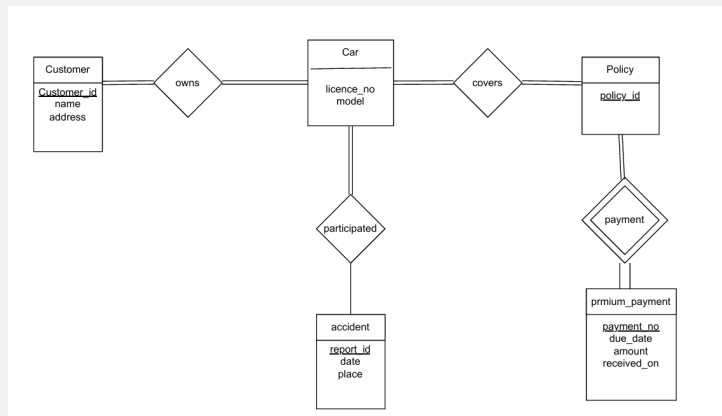 Customer
Customer_id
name
address
owns
Car
licence_no
model
covers
Policy
policy_id
participated
payment
accident
report_id
date
place
prmium_payment
payment_no
due_date
amount
received_on